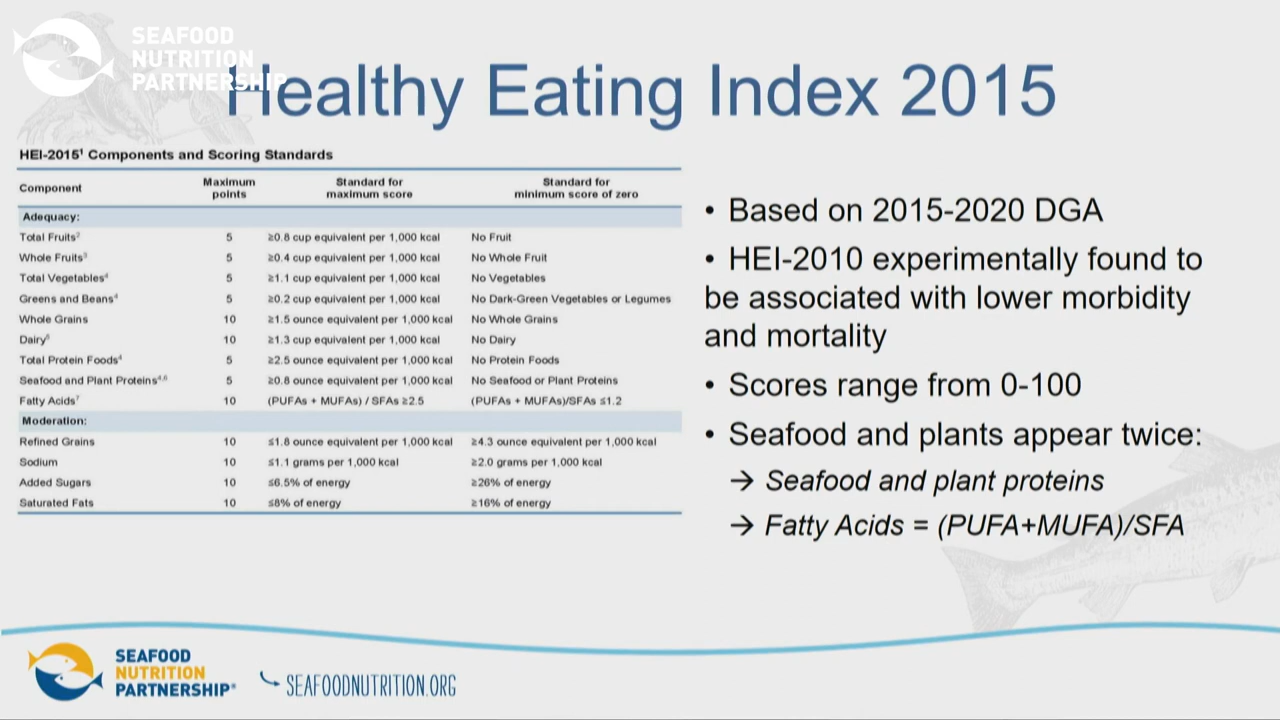 SEAFOOD
NUTRITION
PARTNERSHIP
Healthy Eating Index 2015
HEI-2015¹ Components and Scoring Standards
Component Maximum points Standard for maximum score Standard for minimum score of zero
Adequacy:
Total Fruits² 5 ≥0.8 cup equivalent per 1,000 kcal No Fruit
Whole Fruits³ 5 ≥0.4 cup equivalent per 1,000 kcal No Whole Fruit
Total Vegetables⁴ 5 ≥1.1 cup equivalent per 1,000 kcal No Vegetables
Greens and Beans⁴ 5 ≥0.2 cup equivalent per 1,000 kcal No Dark-Green Vegetables or Legumes
Whole Grains 10 ≥1.5 ounce equivalent per 1,000 kcal No Whole Grains
Dairy⁵ 10 ≥1.3 cup equivalent per 1,000 kcal No Dairy
Total Protein Foods⁴ 5 ≥2.5 ounce equivalent per 1,000 kcal No Protein Foods
Seafood and Plant Proteins⁴,⁶ 5 ≥0.8 ounce equivalent per 1,000 kcal No Seafood or Plant Proteins
Fatty Acids⁷ 10 (PUFAs + MUFAs) / SFAs ≥2.5 (PUFAs + MUFAs)/SFAs ≤1.2
Moderation:
Refined Grains 10 ≤1.8 ounce equivalent per 1,000 kcal ≥4.3 ounce equivalent per 1,000 kcal
Sodium 10 ≤1.1 grams per 1,000 kcal ≥2.0 grams per 1,000 kcal
Added Sugars 10 ≤6.5% of energy ≥26% of energy
Saturated Fats 10 ≤8% of energy ≥16% of energy
• Based on 2015-2020 DGA
• HEI-2010 experimentally found to
be associated with lower morbidity
and mortality
• Scores range from 0-100
• Seafood and plants appear twice:
→ Seafood and plant proteins
→ Fatty Acids = (PUFA+MUFA)/SFA
SEAFOOD
NUTRITION
PARTNERSHIP®
SEAFOODNUTRITION.ORG